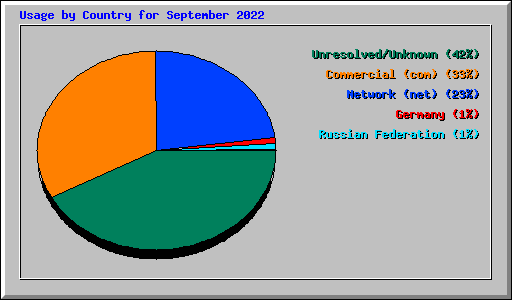 Usage by Country for September 2022
Unresolved/Unknown (42%)
Commercial (com) (33%)
Network (net) (23%)
Germany (1%)
Russian Federation (1%)